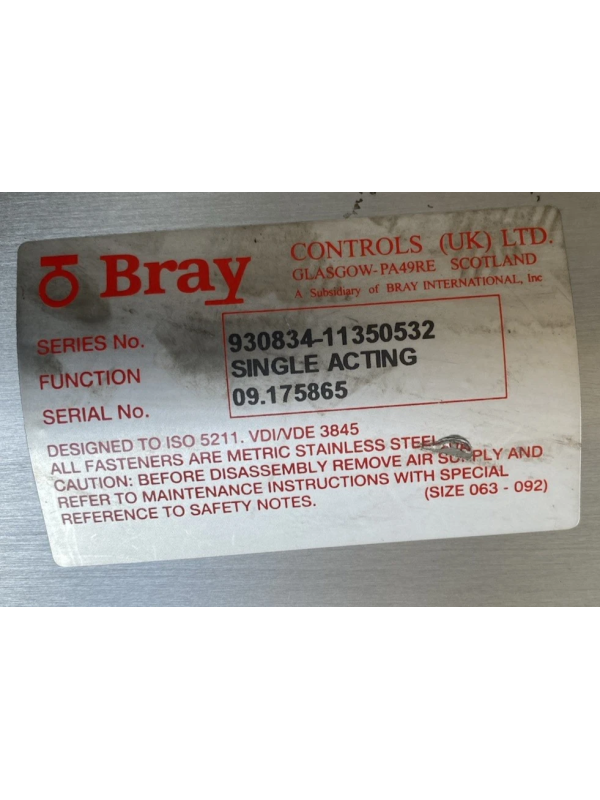 Bray
CONTROLS (UK) LTD.
GLASGOW-PA49RE SCOTLAND
A Subsidiary of BRAY INTERNATIONAL, Inc
SERIES No. 930834-11350532
FUNCTION SINGLE ACTING
SERIAL No. 09.175865
DESIGNED TO ISO 5211. VDI/VDE 3845
ALL FASTENERS ARE METRIC STAINLESS STEEL
CAUTION: BEFORE DISASSEMBLY REMOVE AIR SUPPLY AND
REFER TO MAINTENANCE INSTRUCTIONS WITH SPECIAL
REFERENCE TO SAFETY NOTES. (SIZE 063 - 092)